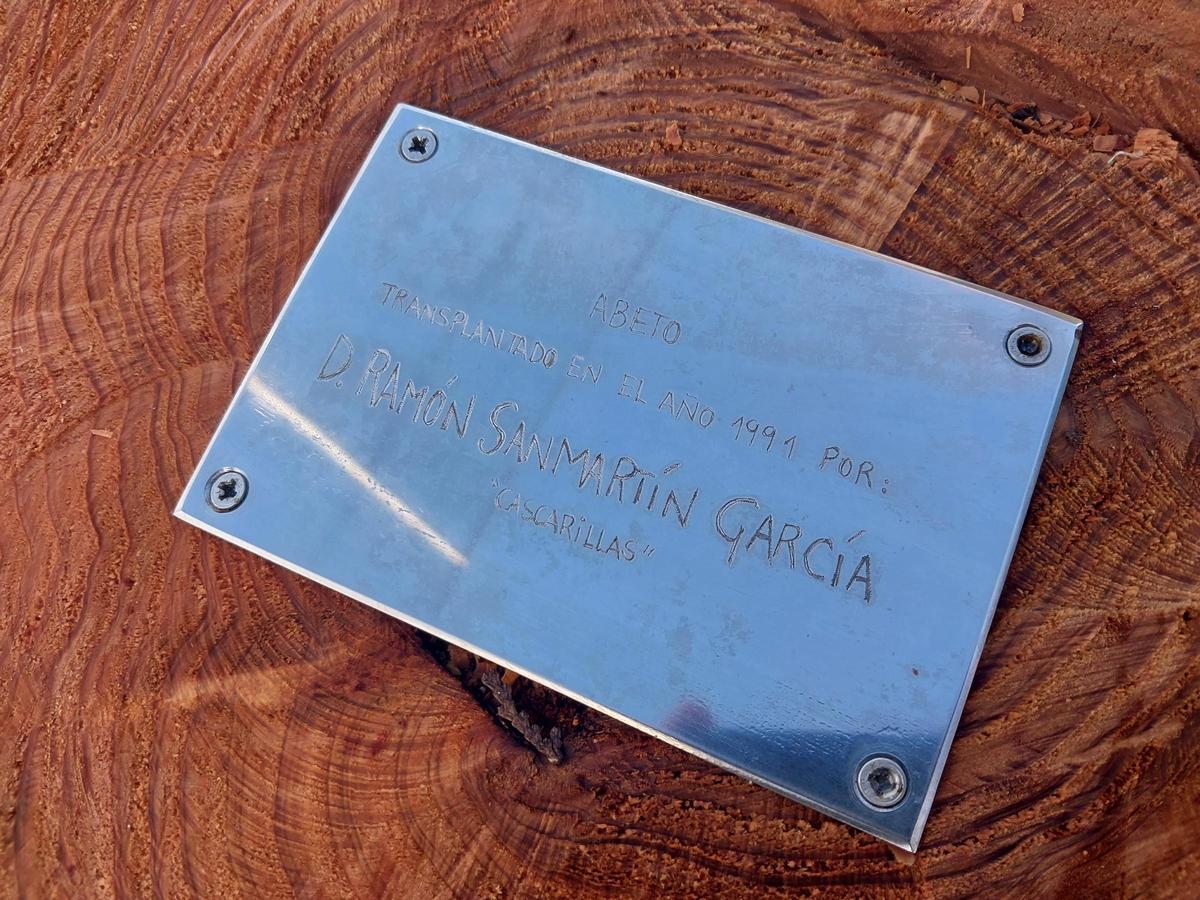 ABETO
TRANSPLANTADO EN EL AÑO 1991 POR:
D. RAMÓN SANMARTÍN GARCÍA
"CASCARiLLAS"